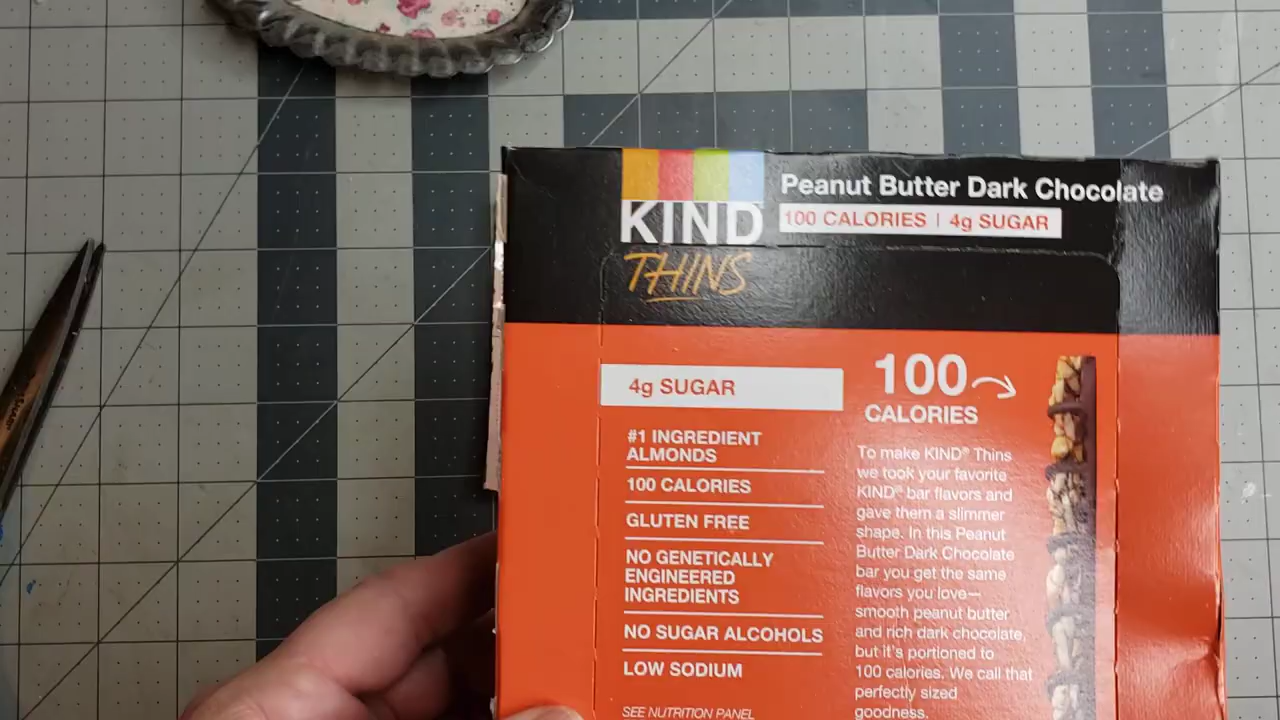 KIND
THINS
Peanut Butter Dark Chocolate
100 CALORIES | 4g SUGAR
4g SUGAR
#1 INGREDIENT
ALMONDS
100 CALORIES
GLUTEN FREE
NO GENETICALLY
ENGINEERED
INGREDIENTS
NO SUGAR ALCOHOLS
LOW SODIUM
SEE NUTRITION PANEL
100
CALORIES
To make KIND® Thins
we took your favorite
KIND® bar flavors and
gave them a slimmer
shape. In this Peanut
Butter Dark Chocolate
bar you get the same
flavors you love—
smooth peanut butter
and rich dark chocolate,
but it's portioned to
100 calories. We call that
perfectly sized
goodness.